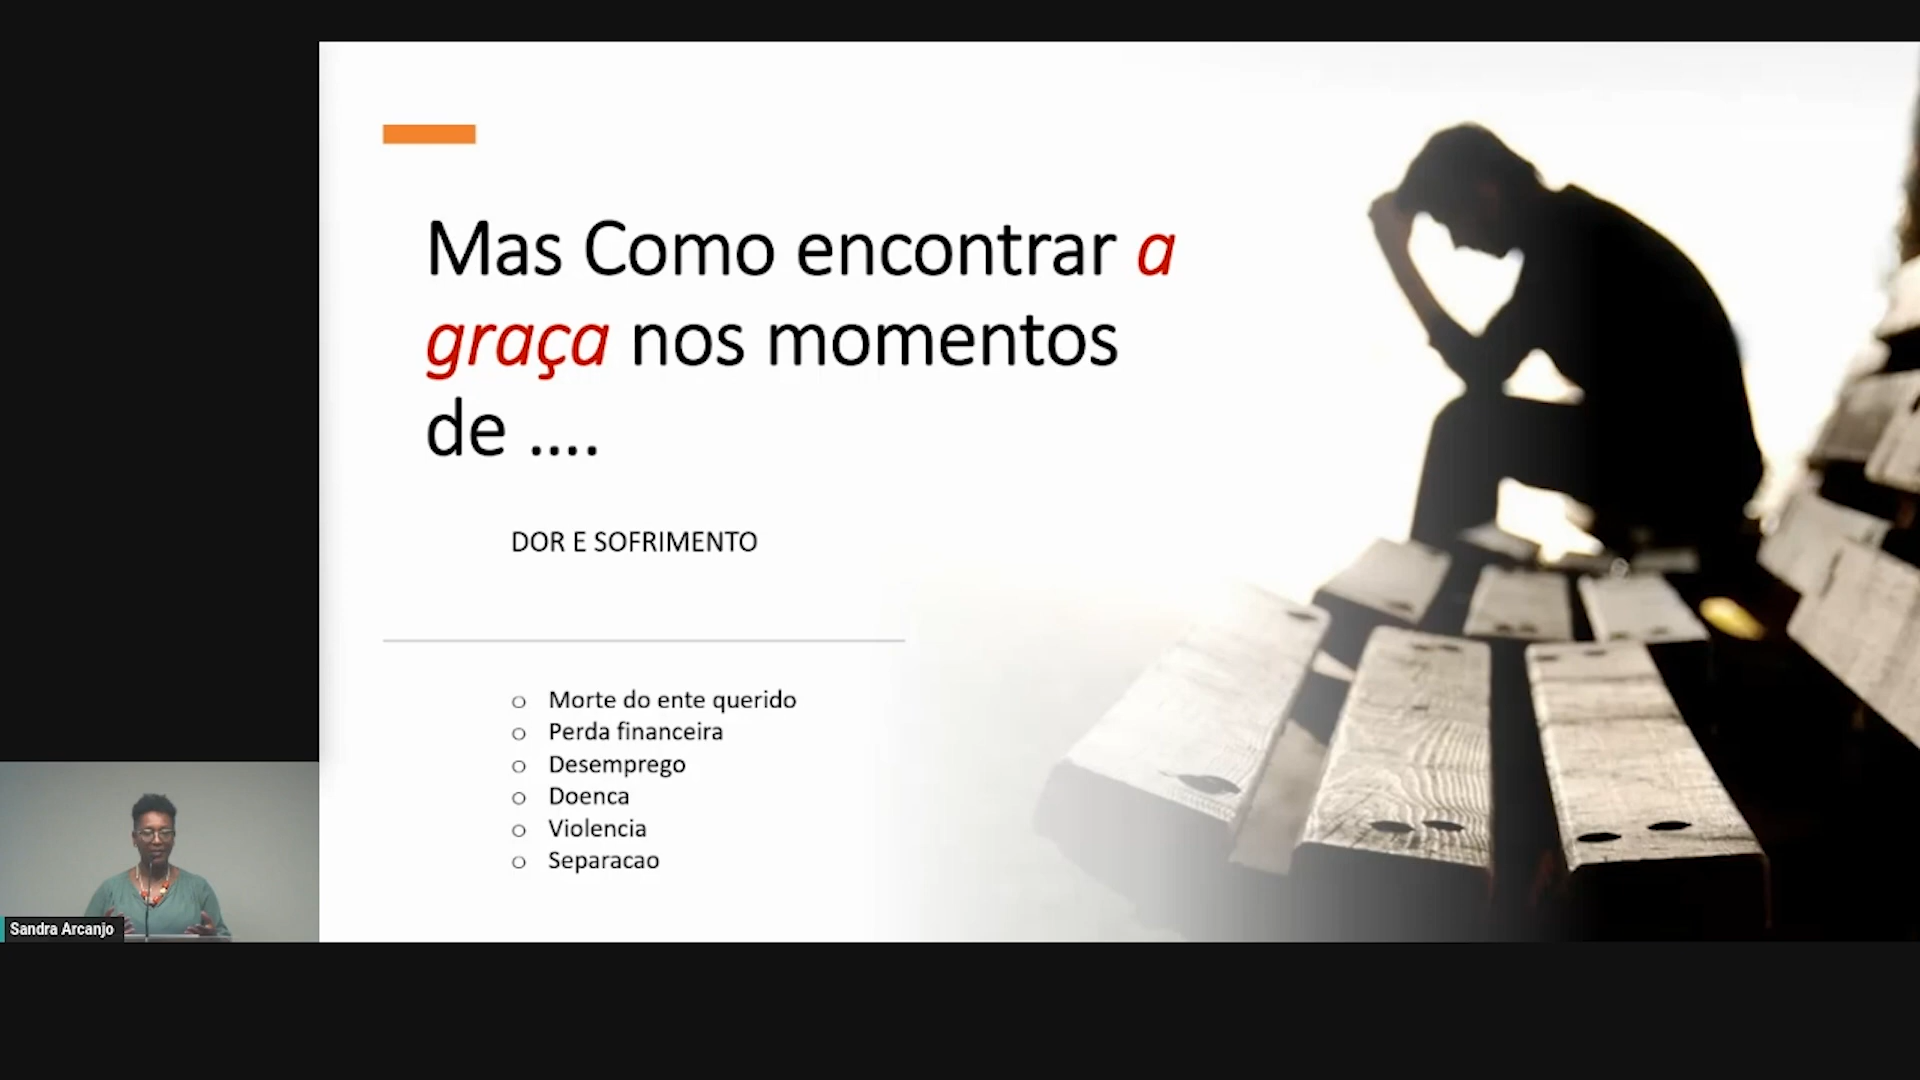 Mas Como encontrar a
graça nos momentos
de ....
DOR E SOFRIMENTO
o Morte do ente querido
o Perda financeira
o Desemprego
o Doenca
o Violencia
o Separacao
Sandra Arcanjo